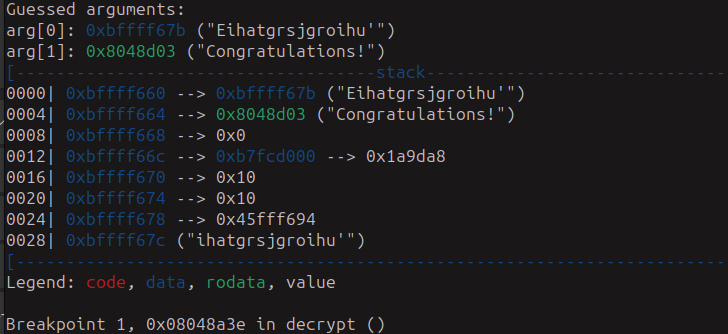 Guessed arguments:
arg[0]: 0xbffff67b ("Eihatgrsjgroihu'")
arg[1]: 0x8048d03 ("Congratulations!")
[------------------------------------stack------------------------------
0000| 0xbffff660 --> 0xbffff67b ("Eihatgrsjgroihu'")
0004| 0xbffff664 --> 0x8048d03 ("Congratulations!")
0008| 0xbffff668 --> 0x0
0012| 0xbffff66c --> 0xb7fcd000 --> 0x1a9da8
0016| 0xbffff670 --> 0x10
0020| 0xbffff674 --> 0x10
0024| 0xbffff678 --> 0x45fff694
0028| 0xbffff67c ("ihatgrsjgroihu'")
[-----------------------------------------------------------------------
Legend: code, data, rodata, value
Breakpoint 1, 0x08048a3e in decrypt ()